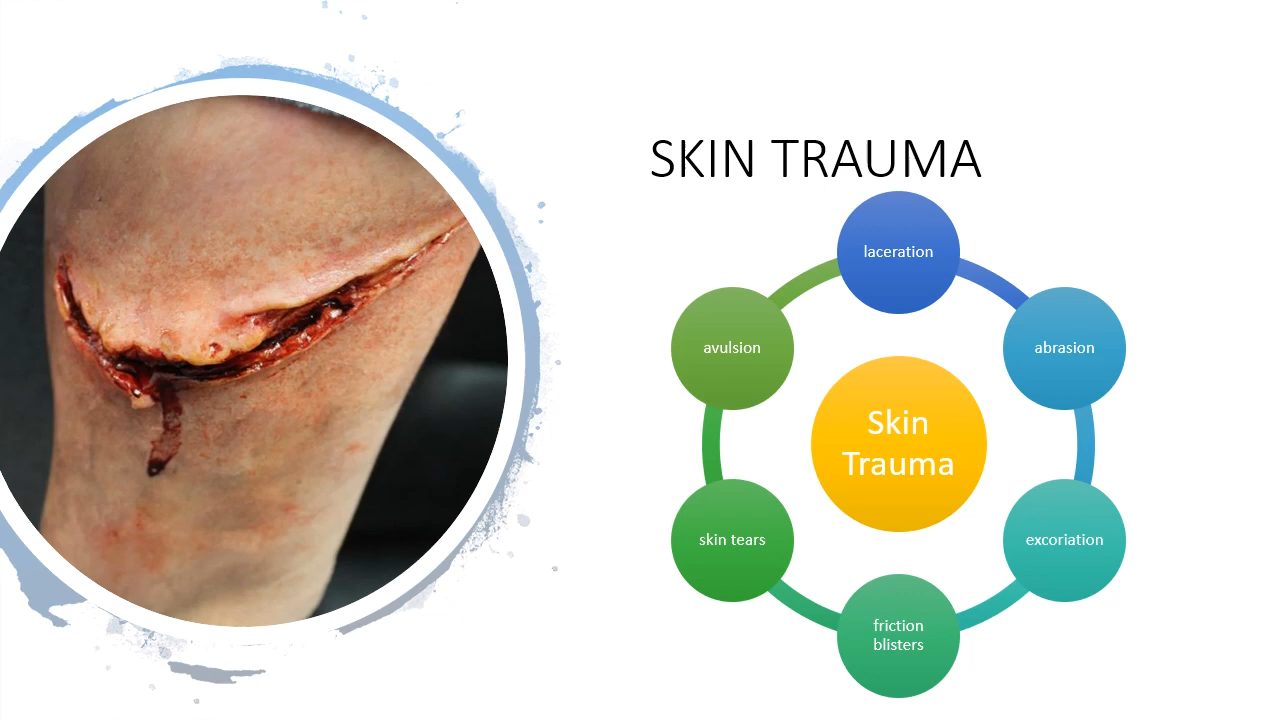 SKIN TRAUMA
laceration
abrasion
excoriation
friction
blisters
skin tears
avulsion
Skin
Trauma